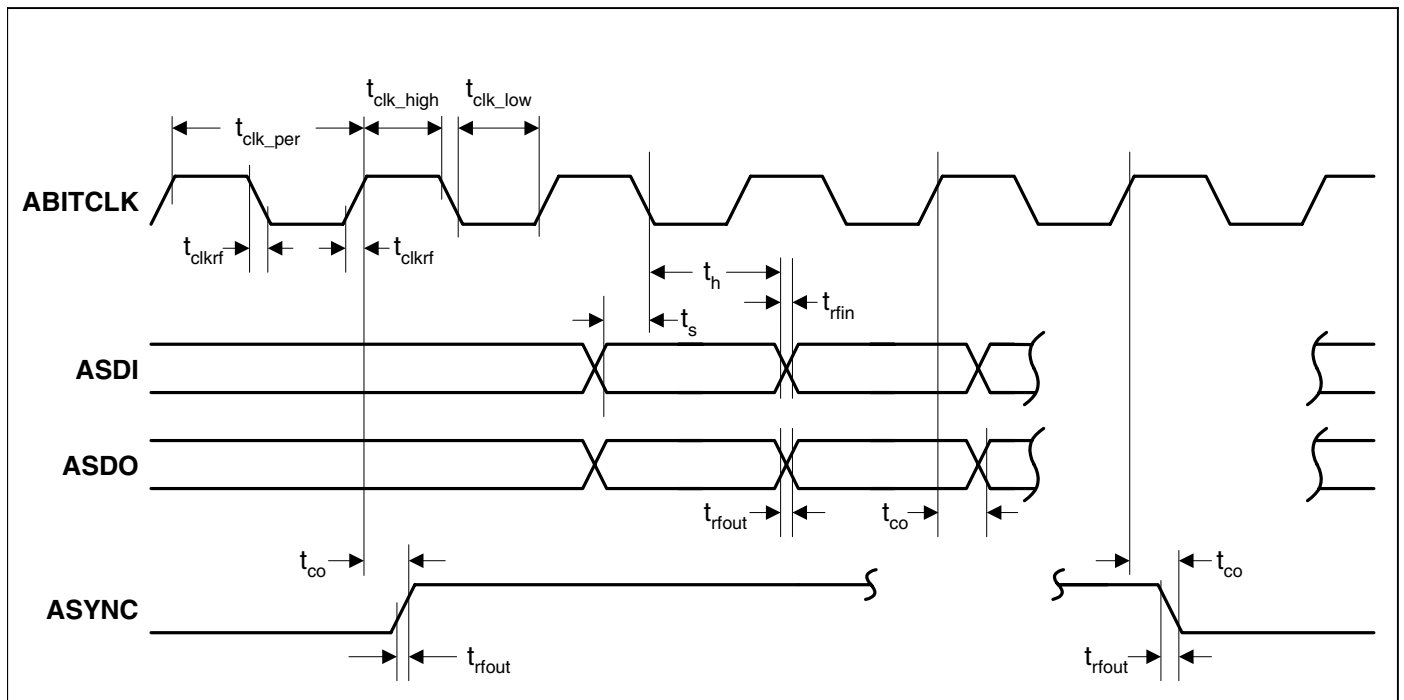 t_clk_high
t_clk_low
t_clk_per
ABITCLK
t_clkrf
t_clkrf
t_h
t_rfin
t_s
ASDI
ASDO
t_rfout
t_co
t_co
t_co
ASYNC
t_rfout
t_rfout